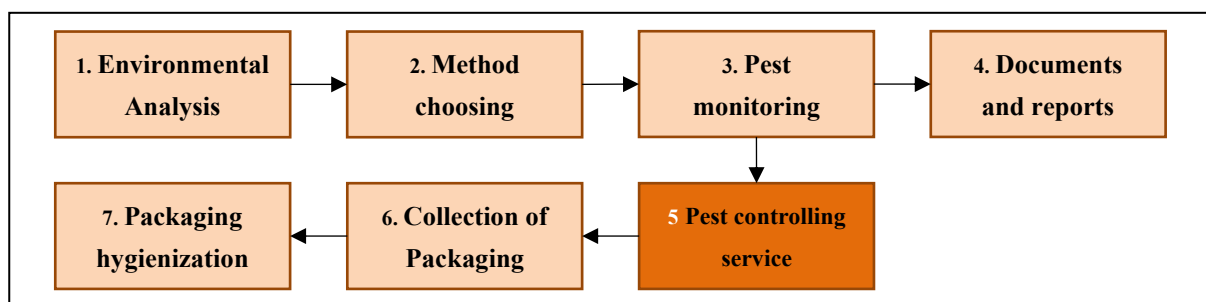 1. Environmental
Analysis
2. Method
choosing
3. Pest
monitoring
4. Documents
and reports
7. Packaging
hygienization
6. Collection of
Packaging
5 Pest controlling
service